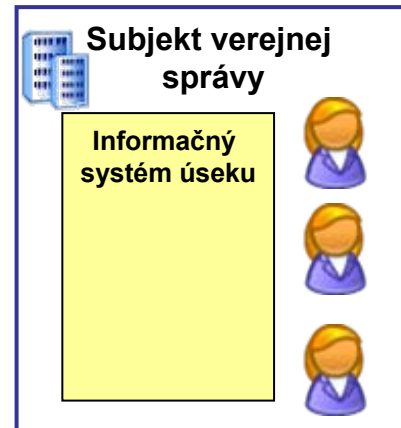 Subjekt verejnej
správy
Informačný
systém úseku